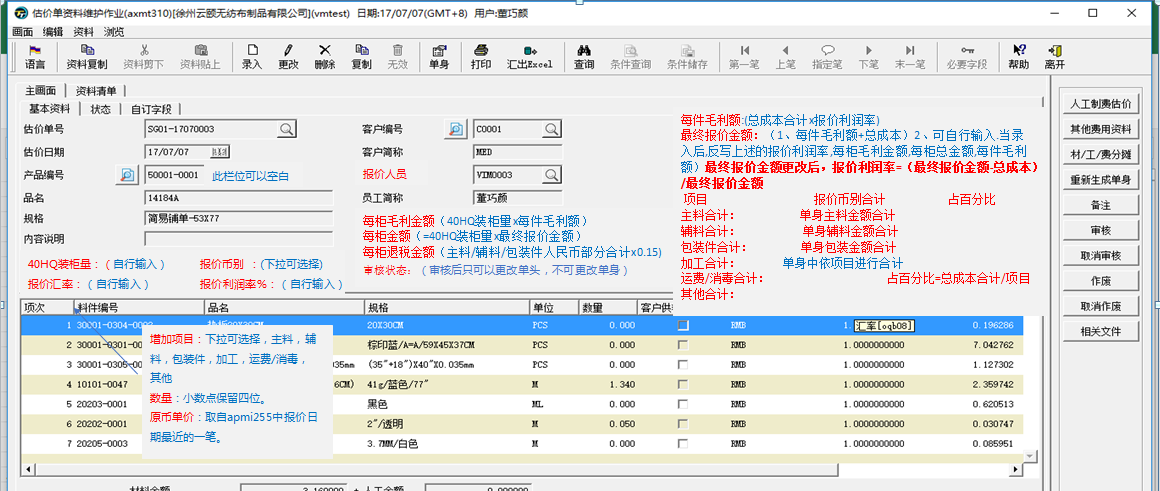 估价单资料维护作业(axmt310)[徐州云颐无纺布制品有限公司](vmtest) 日期:17/07/07(GMT+8) 用户:董巧颜
画面 编辑 资料 浏览
语言 资料复制 资料剪下 资料贴上 录入 更改 删除 复制 无效 单身 打印 汇出Excel 查询 条件查询 条件储存 第一笔 上笔 指定笔 下笔 末一笔 必要字段 帮助 离开
主画面 资料清单
基本资料 状态 自订字段
估价单号 SG01-17070003 客户编号 C0001
估价日期 17/07/07 客户简称 MED
产品编号 50001-0001 此栏位可以空白 报价人员 VIM0003
品名 14184A 员工简称 董巧颜
规格 简易铺单-53X77
内容说明
每柜毛利金额（40HQ装柜量x每件毛利额）
每柜金额（=40HQ装柜量x最终报价金额）
每柜退税金额（主料/辅料/包装件人民币部分合计x0.15)
审核状态：（审核后只可以更改单头，不可更改单身）
40HQ装柜量：（自行输入） 报价币别 ：(下拉可选择)
报价汇率：（自行输入） 报价利润率%：（自行输入）
每件毛利额:(总成本合计x报价利润率)
最终报价金额：（1、每件毛利额+总成本）2、可自行输入.当录
入后,反写上述的报价利润率,每柜毛利金额,每柜总金额,每件毛利
额）最终报价金额更改后，报价利润率=（最终报价金额-总成本）
/最终报价金额
项目 报价币别合计 占百分比
主料合计： 单身主料金额合计
辅料合计： 单身辅料金额合计
包装件合计： 单身包装金额合计
加工合计： 单身中依项目进行合计
运费/消毒合计： 占百分比=总成本合计/项目
其他合计：
人工制费估价
其他费用资料
材/工/费分摊
重新生成单身
备注
审核
取消审核
作废
取消作废
相关文件
项次 料件编号 品名 规格 单位 数量 客户供
1 30001-0304-0002 20X30CM PCS 0.000 RMB 1. 汇率[oqb08] 0.196286
2 30001-0301-0 棕印蓝/A=A/59X45X37CM PCS 0.000 RMB 1.0000000000 7.042762
3 30001-0305-0 035mm (35"+18")X40"X0.035mm PCS 0.000 RMB 1.0000000000 1.127302
4 10101-0047 6CM) 41g/蓝色/77" M 1.340 RMB 1.0000000000 2.359742
5 20203-0001 黑色 ML 0.000 RMB 1.0000000000 0.620513
6 20202-0001 2"/透明 M 0.050 RMB 1.0000000000 0.030747
7 20205-0003 3.7MM/白色 M 0.000 RMB 1.0000000000 0.085951
增加项目：下拉可选择，主料，辅
料，包装件，加工，运费/消毒，
其他
数量：小数点保留四位。
原币单价：取自apmi255中报价日
期最近的一笔。
材料金额 3.160000 + 人工金额 0.000000